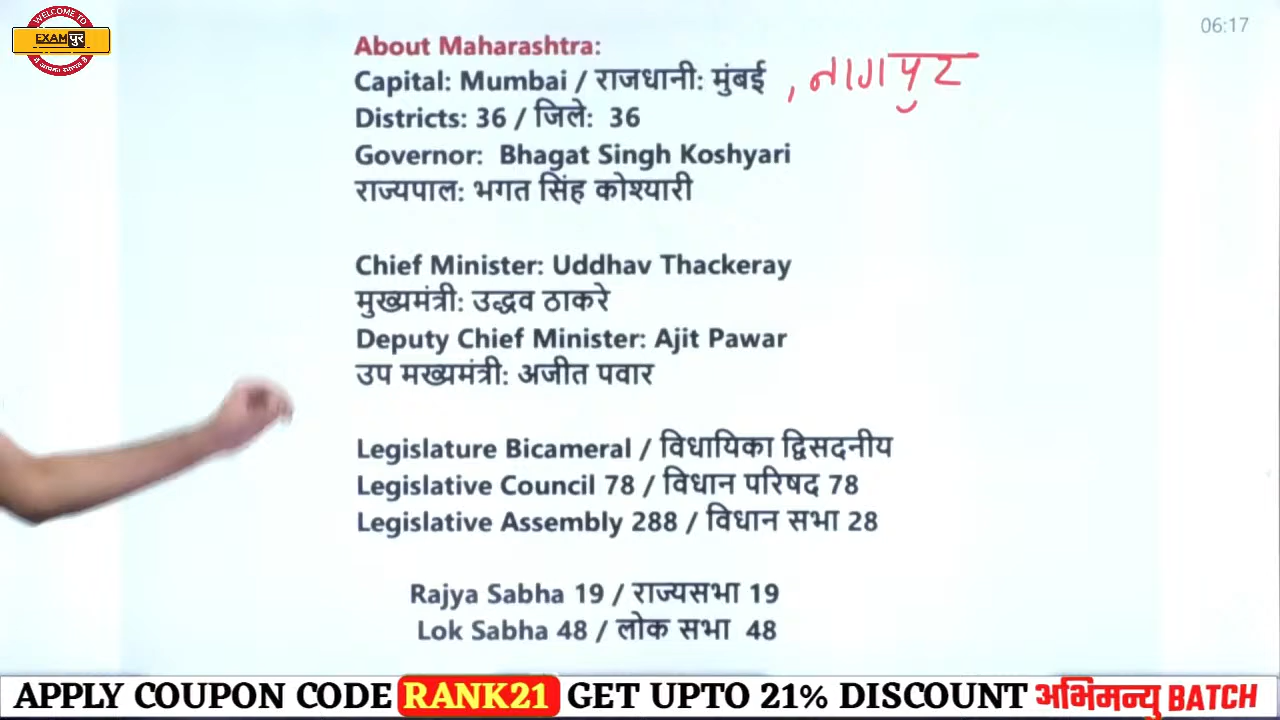 WELCOME TO
EXAMपुर
06:17
About Maharashtra:
Capital: Mumbai / राजधानी: मुंबई , नागपुर
Districts: 36 / जिले: 36
Governor: Bhagat Singh Koshyari
राज्यपाल: भगत सिंह कोश्यारी
Chief Minister: Uddhav Thackeray
मुख्यमंत्री: उद्धव ठाकरे
Deputy Chief Minister: Ajit Pawar
उप मख्यमंत्री: अजीत पवार
Legislature Bicameral / विधायिका द्विसदनीय
Legislative Council 78 / विधान परिषद 78
Legislative Assembly 288 / विधान सभा 28
Rajya Sabha 19 / राज्यसभा 19
Lok Sabha 48 / लोक सभा 48
APPLY COUPON CODE RANK21 GET UPTO 21% DISCOUNT अभिमन्यु BATCH